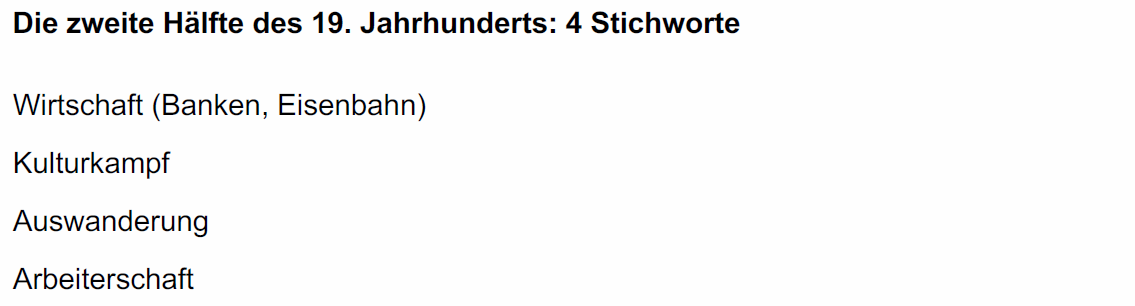 Die zweite Hälfte des 19. Jahrhunderts: 4 Stichworte
Wirtschaft (Banken, Eisenbahn)
Kulturkampf
Auswanderung
Arbeiterschaft